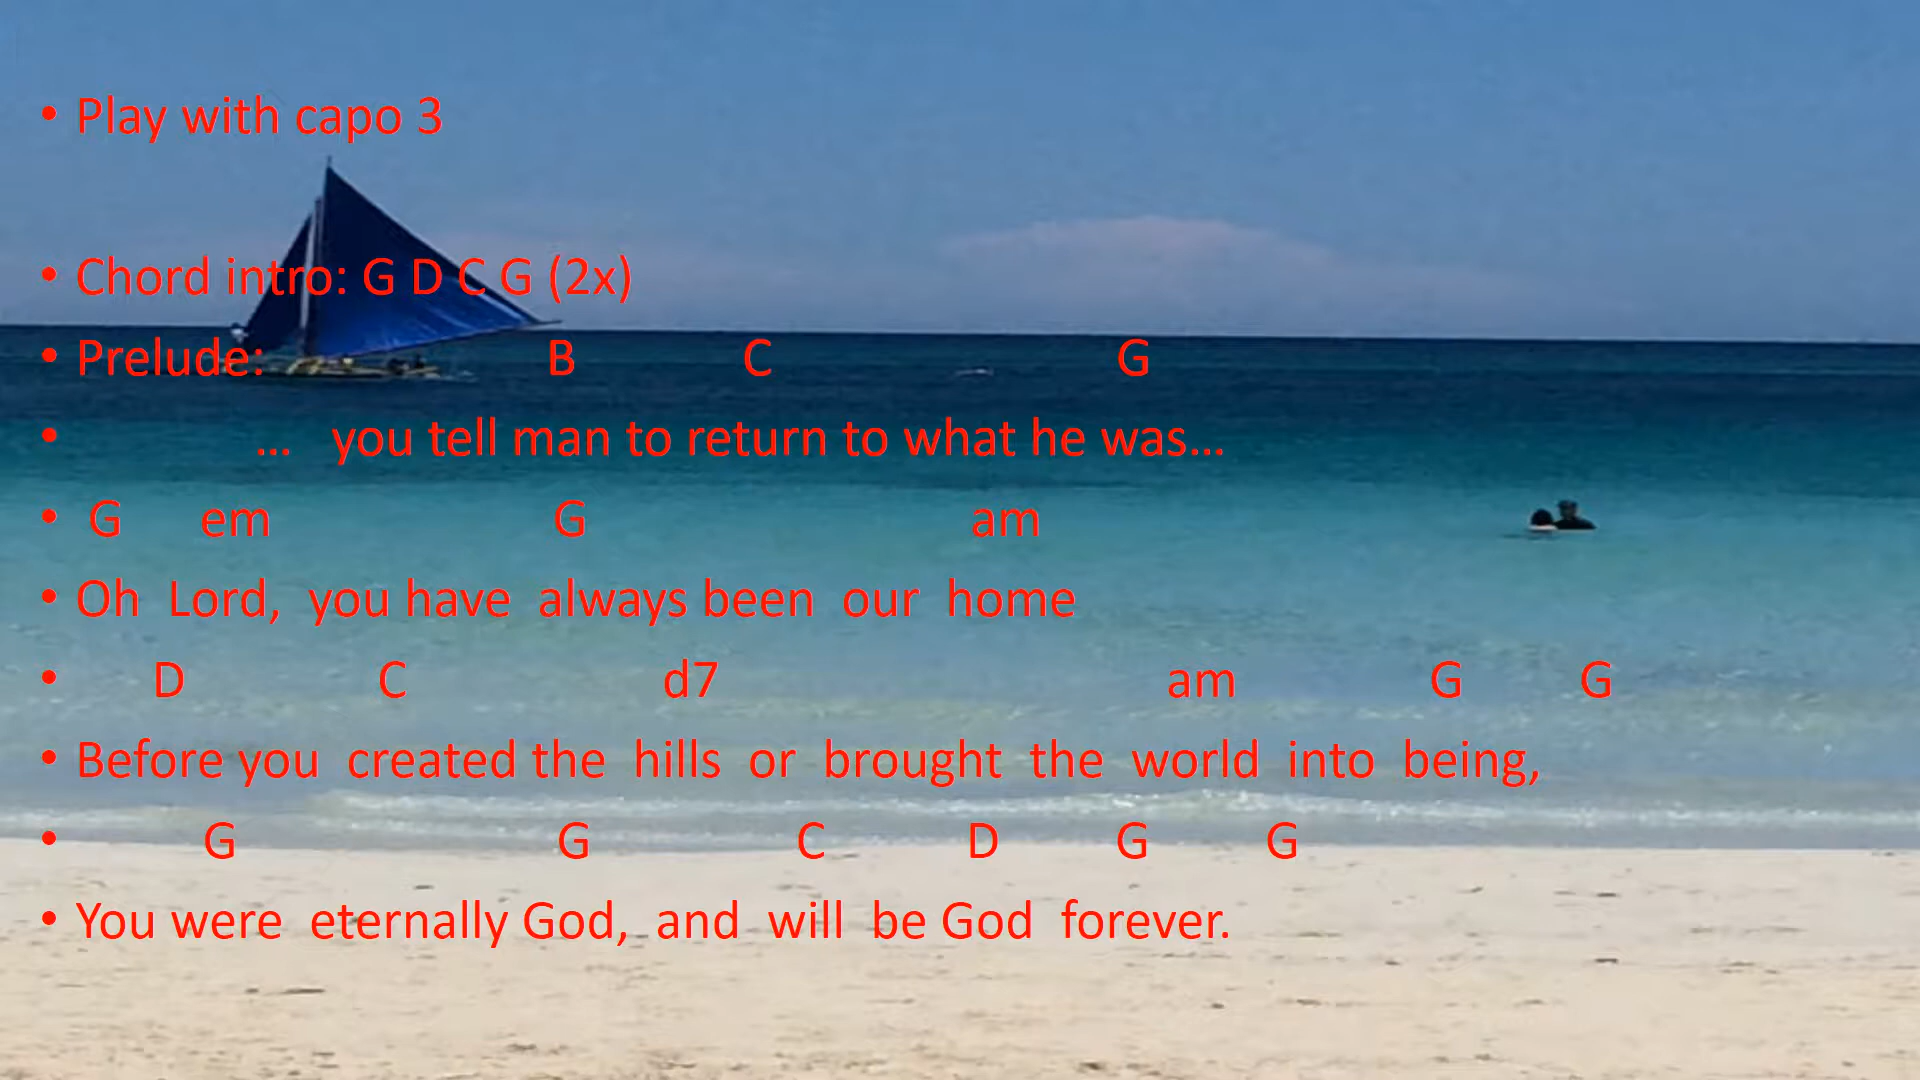 • Play with capo 3
• Chord intro: G D C G (2x)
• Prelude: B C G
• … you tell man to return to what he was…
• G em G am
• Oh Lord, you have always been our home
• D C d7 am G G
• Before you created the hills or brought the world into being,
• G G C D G G
• You were eternally God, and will be God forever.